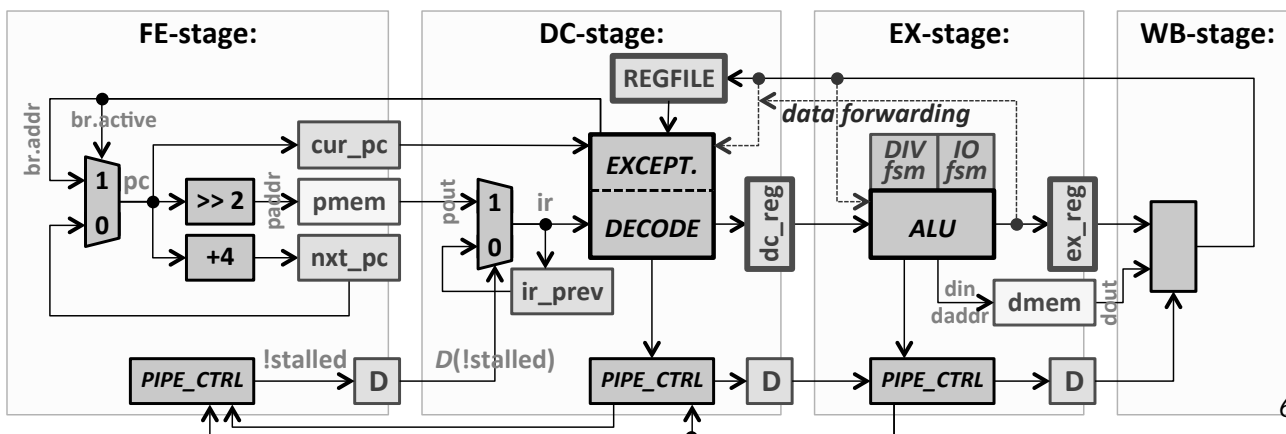 FE-stage:
DC-stage:
EX-stage:
WB-stage:
REGFILE
br.addr
br.active
data forwarding
cur_pc
EXCEPT.
DIV
fsm
IO
fsm
1
0
pc
>> 2
paddr
pmem
pout
1
0
ir
DECODE
dc_reg
ALU
ex_reg
+4
nxt_pc
ir_prev
din
daddr
dmem
dout
!stalled
D(!stalled)
PIPE_CTRL
D
PIPE_CTRL
D
PIPE_CTRL
D